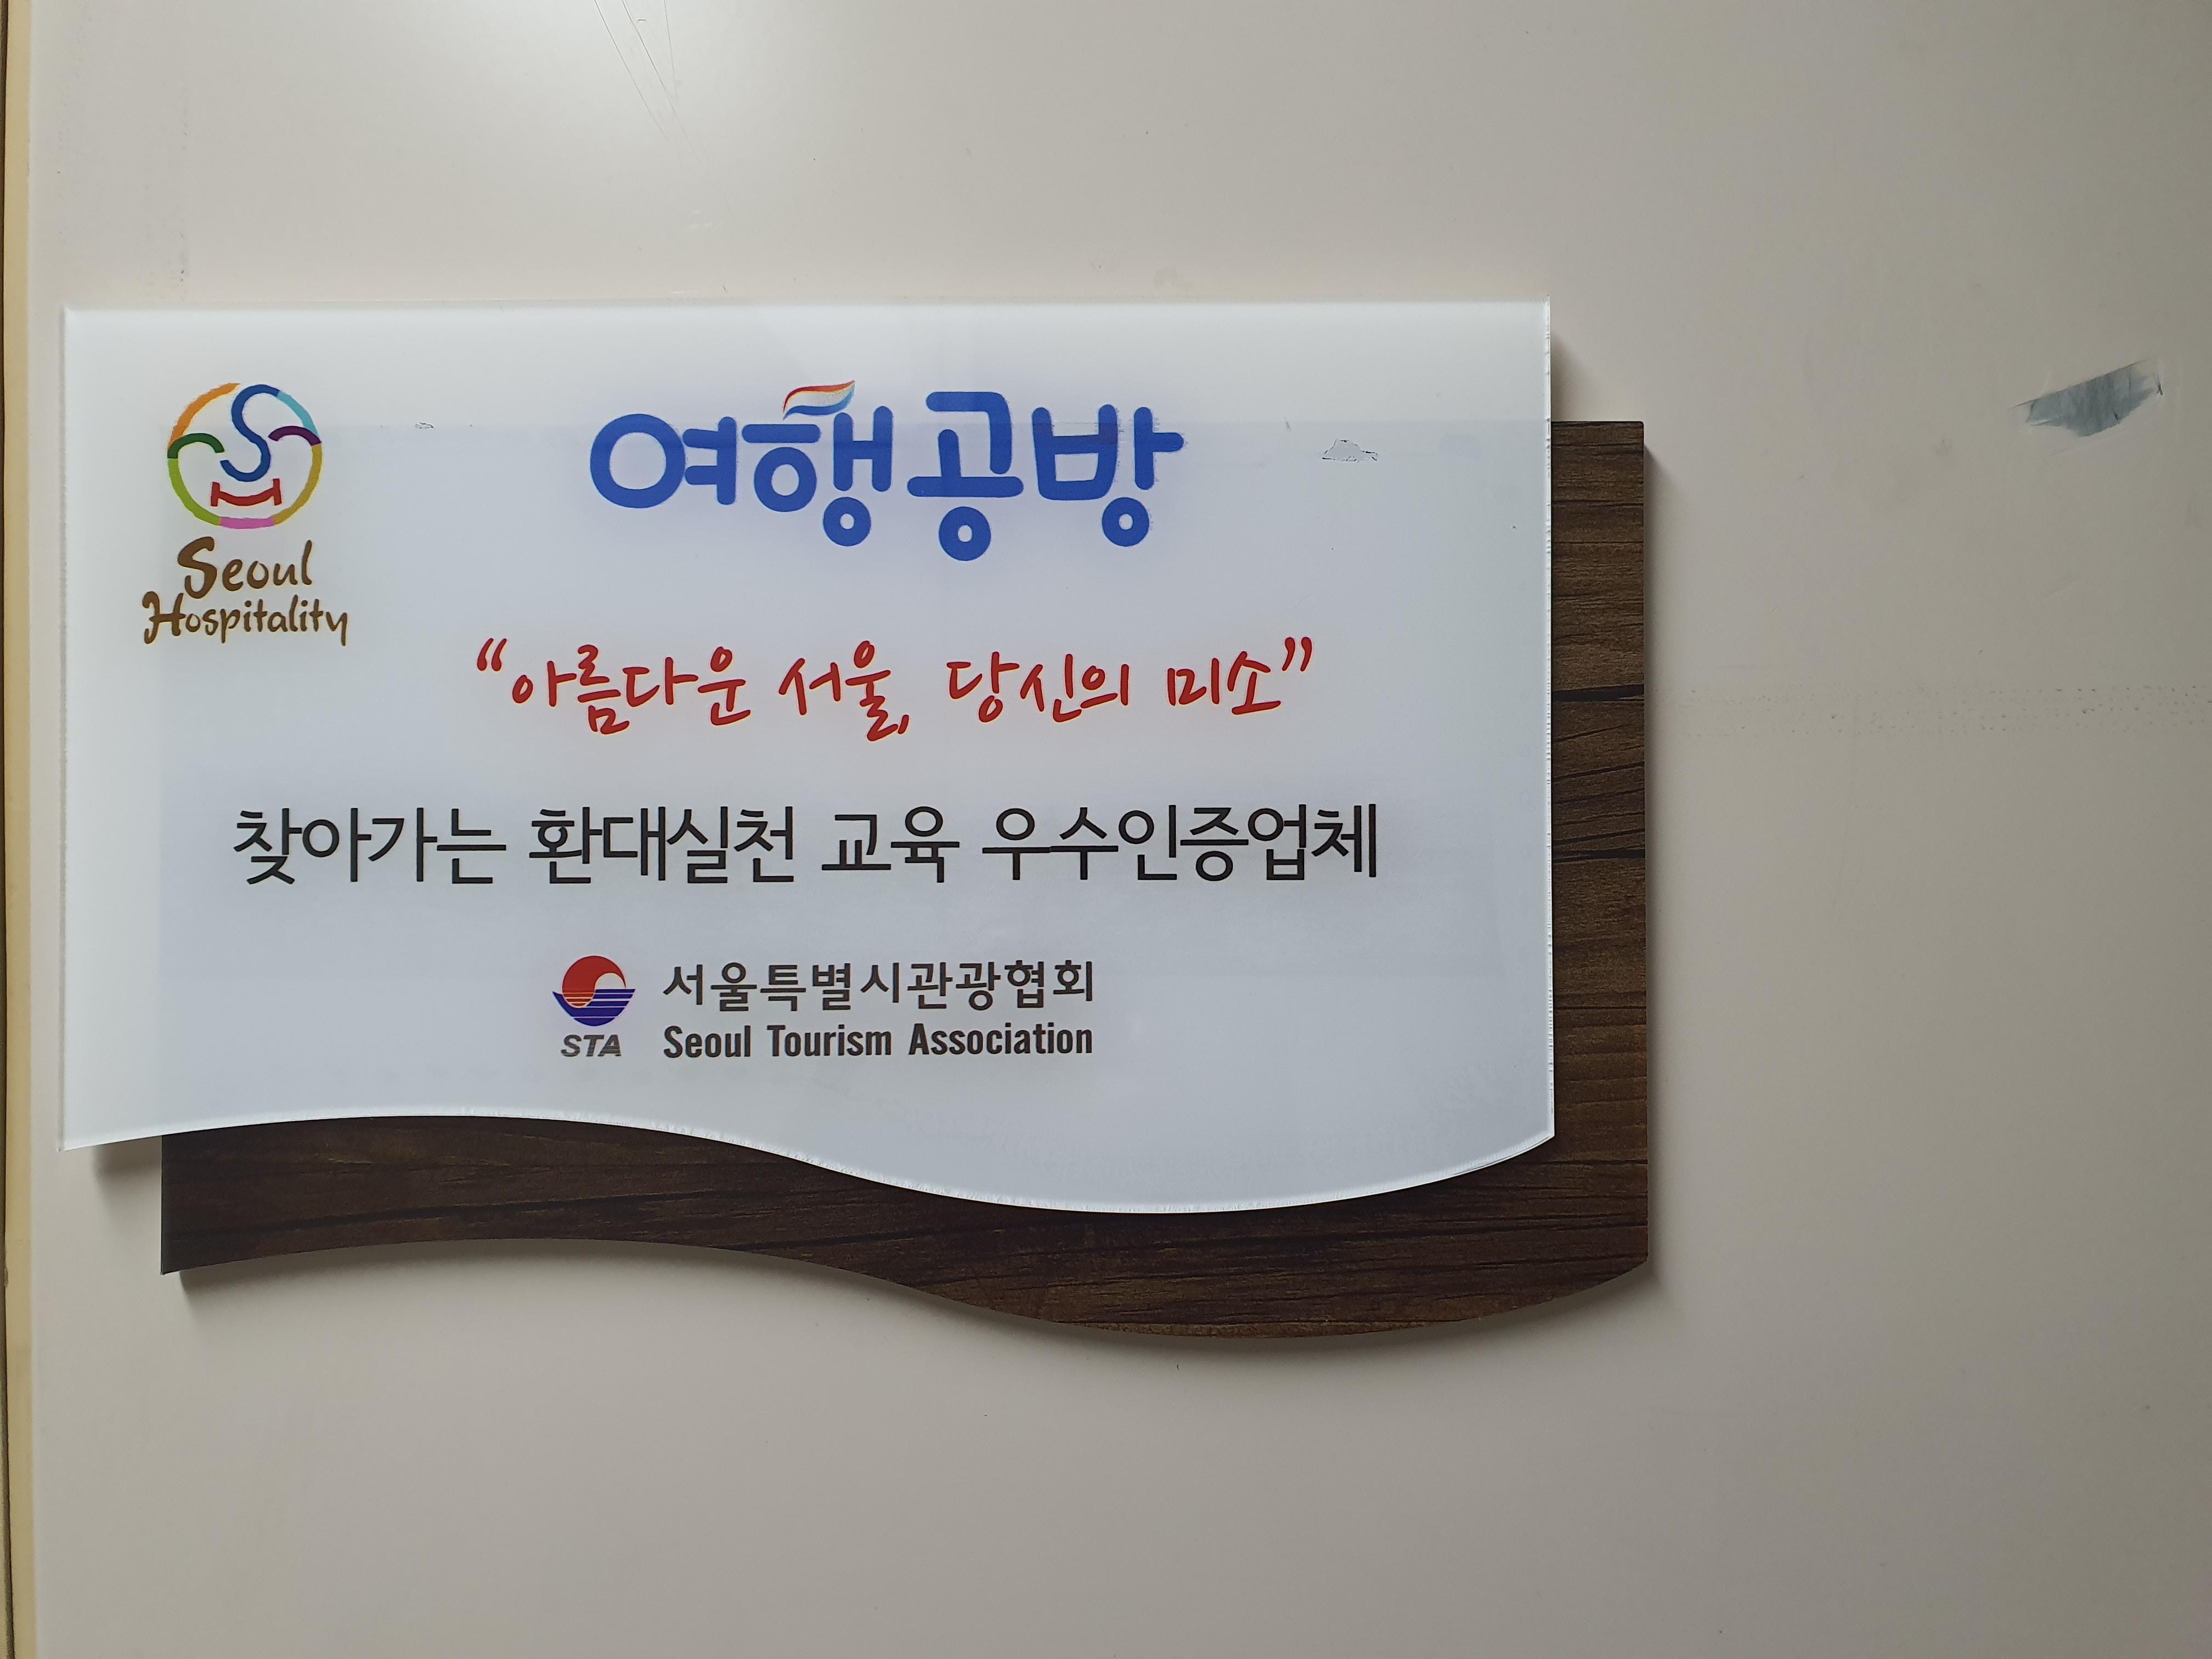 여행공방
Seoul
Hospitality
“아름다운 서울, 당신의 미소”
찾아가는 환대실천 교육 우수인증업체
서울특별시관광협회
STA Seoul Tourism Association